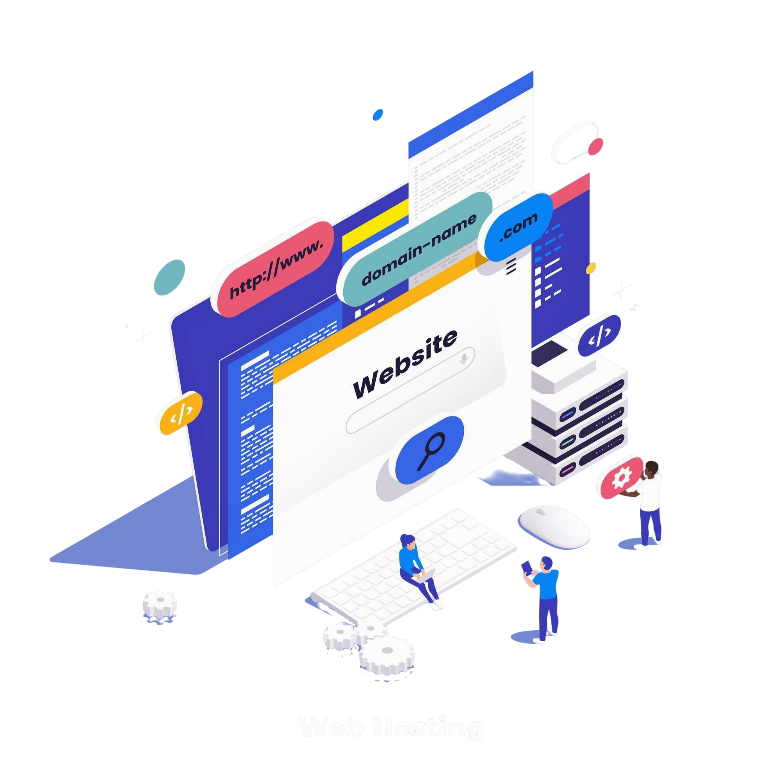 http://www.
domain-name
.com
Website
</>
</>
Web Hosting